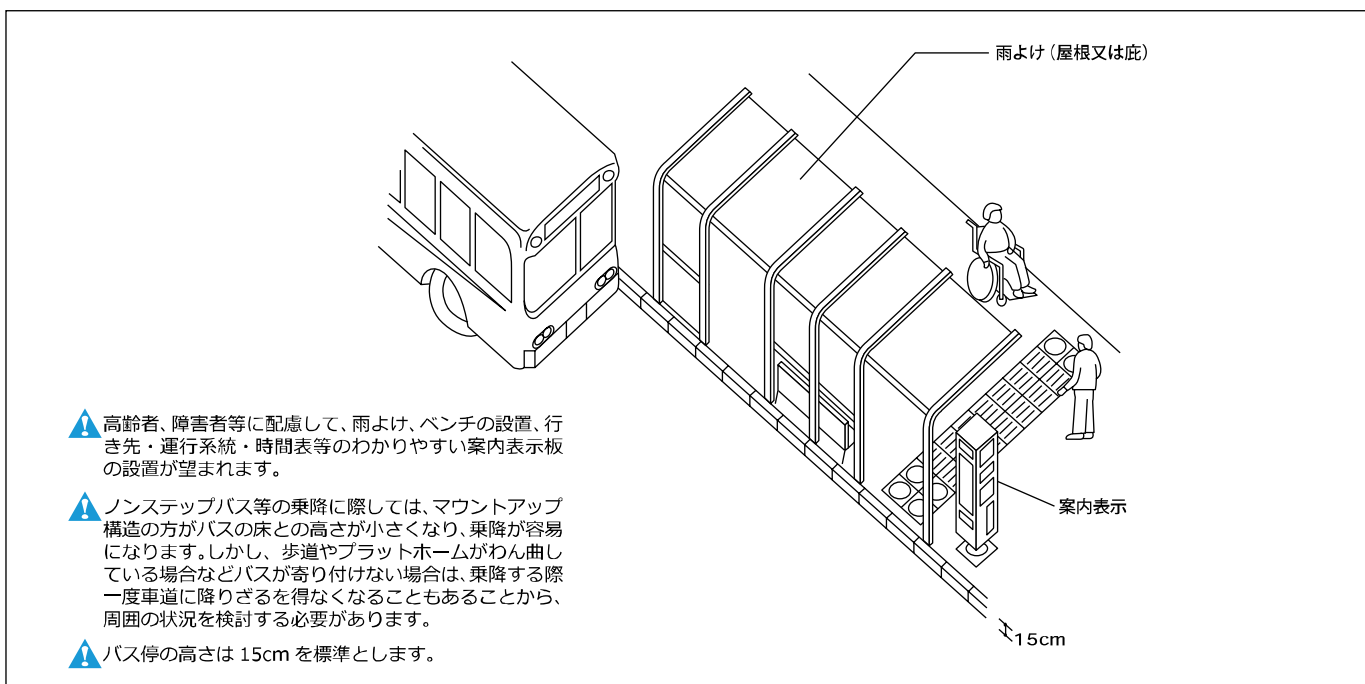 雨よけ（屋根又は庇）
高齢者、障害者等に配慮して、雨よけ、ベンチの設置、行
き先・運行系統・時間表等のわかりやすい案内表示板
の設置が望まれます。
ノンステップバス等の乗降に際しては、マウントアップ
構造の方がバスの床との高さが小さくなり、乗降が容易
になります。しかし、歩道やプラットホームがわん曲し
ている場合などバスが寄り付けない場合は、乗降する際
一度車道に降りざるを得なくなることもあることから、
周囲の状況を検討する必要があります。
バス停の高さは 15cm を標準とします。
案内表示
15cm